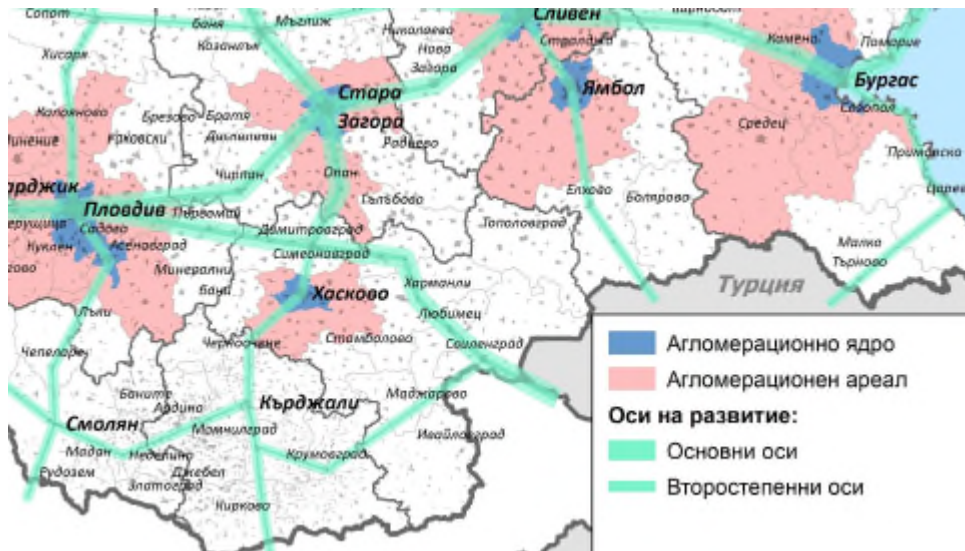 Сопот
баня
Мъглиж
Николаево
Сливен
Стралджа
Камено
Поморие
Хисаря
Казанлък
Нова
Загора
Бургас
Созопол
Калояново
Брезово
Братя
Даскалови
Стара
Загора
Ямбол
Средец
Приморско
Раковски
Раднево
Царево
Чирпан
Опан
Гълъбово
Елхово
Болярово
Пловдив
Първомай
Садово
Куклен
Асеновград
Димитровград
Тополовград
Малка
Търново
Симеоновград
Минерални
бани
Хасково
Харманли
Любимец
Турция
Лъки
Чепеларе
Черноочене
Стамболово
Свиленград
Баните
Ардино
Кърджали
Маджарово
Смолян
Момчилград
Ивайловград
Мадан
Неделино
Крумовград
Рудозем
Джебел
Златоград
Кирково
Агломерационно ядро
Агломерационен ареал
Оси на развитие:
Основни оси
Второстепенни оси